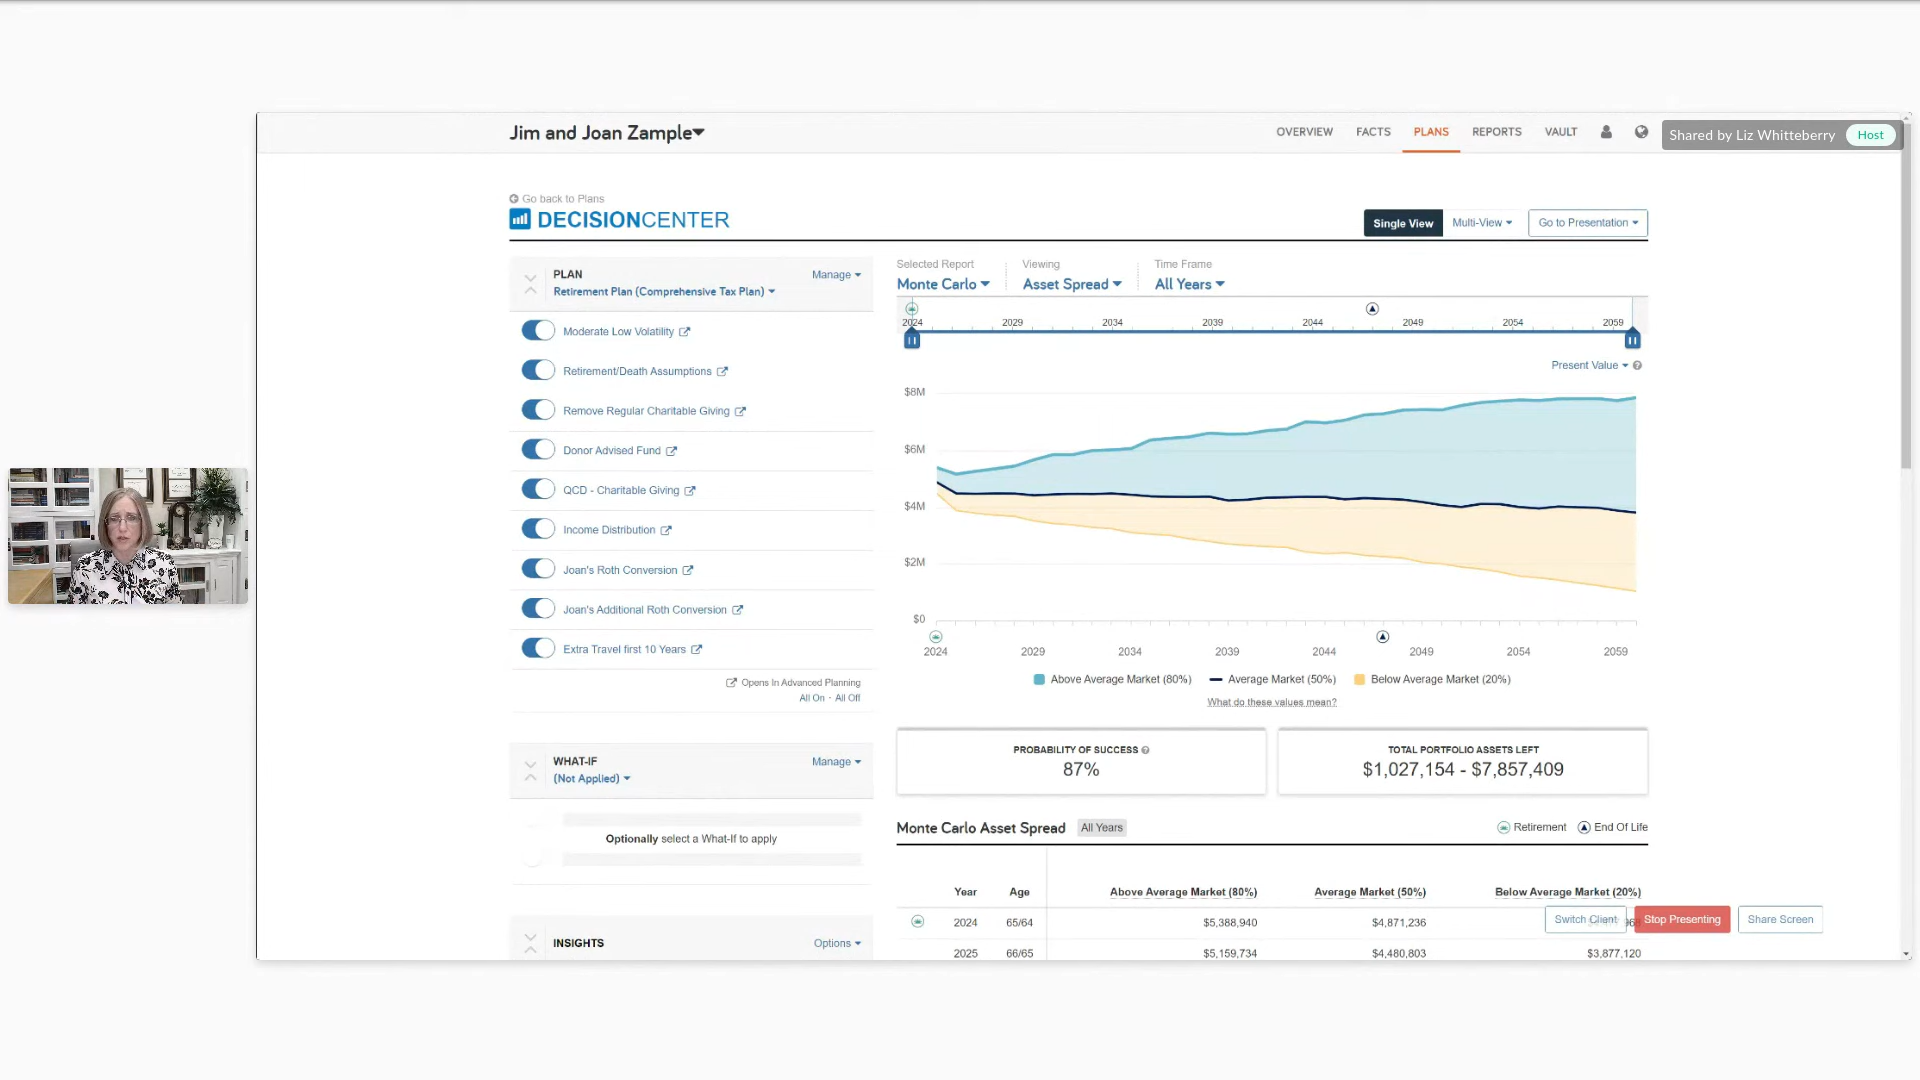 Jim and Joan Zample
OVERVIEW FACTS PLANS REPORTS VAULT
Shared by Liz Whitteberry Host
Go back to Plans
DECISIONCENTER
Single View Multi-View Go to Presentation
PLAN
Manage
Retirement Plan (Comprehensive Tax Plan)
Moderate Low Volatility
Retirement/Death Assumptions
Remove Regular Charitable Giving
Donor Advised Fund
QCD - Charitable Giving
Income Distribution
Joan's Roth Conversion
Joan's Additional Roth Conversion
Extra Travel first 10 Years
Opens In Advanced Planning
All On - All Off
WHAT-IF
Manage
(Not Applied)
Optionally select a What-If to apply
INSIGHTS
Options
Selected Report Viewing Time Frame
Monte Carlo Asset Spread All Years
2024 2029 2034 2039 2044 2049 2054 2059
Present Value
$8M
$6M
$4M
$2M
$0
2024 2029 2034 2039 2044 2049 2054 2059
Above Average Market (80%) Average Market (50%) Below Average Market (20%)
What do these values mean?
PROBABILITY OF SUCCESS
87%
TOTAL PORTFOLIO ASSETS LEFT
$1,027,154 - $7,857,409
Monte Carlo Asset Spread All Years
Retirement End Of Life
Year Age Above Average Market (80%) Average Market (50%) Below Average Market (20%)
2024 65/64 $5,388,940 $4,871,236
Switch Client Stop Presenting Share Screen
2025 66/65 $5,159,734 $4,480,803 $3,877,120